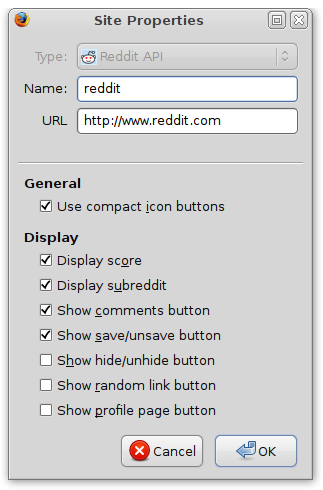 Site Properties
Type: Reddit API
Name: reddit
URL http://www.reddit.com
General
Use compact icon buttons
Display
Display score
Display subreddit
Show comments button
Show save/unsave button
Show hide/unhide button
Show random link button
Show profile page button
Cancel OK